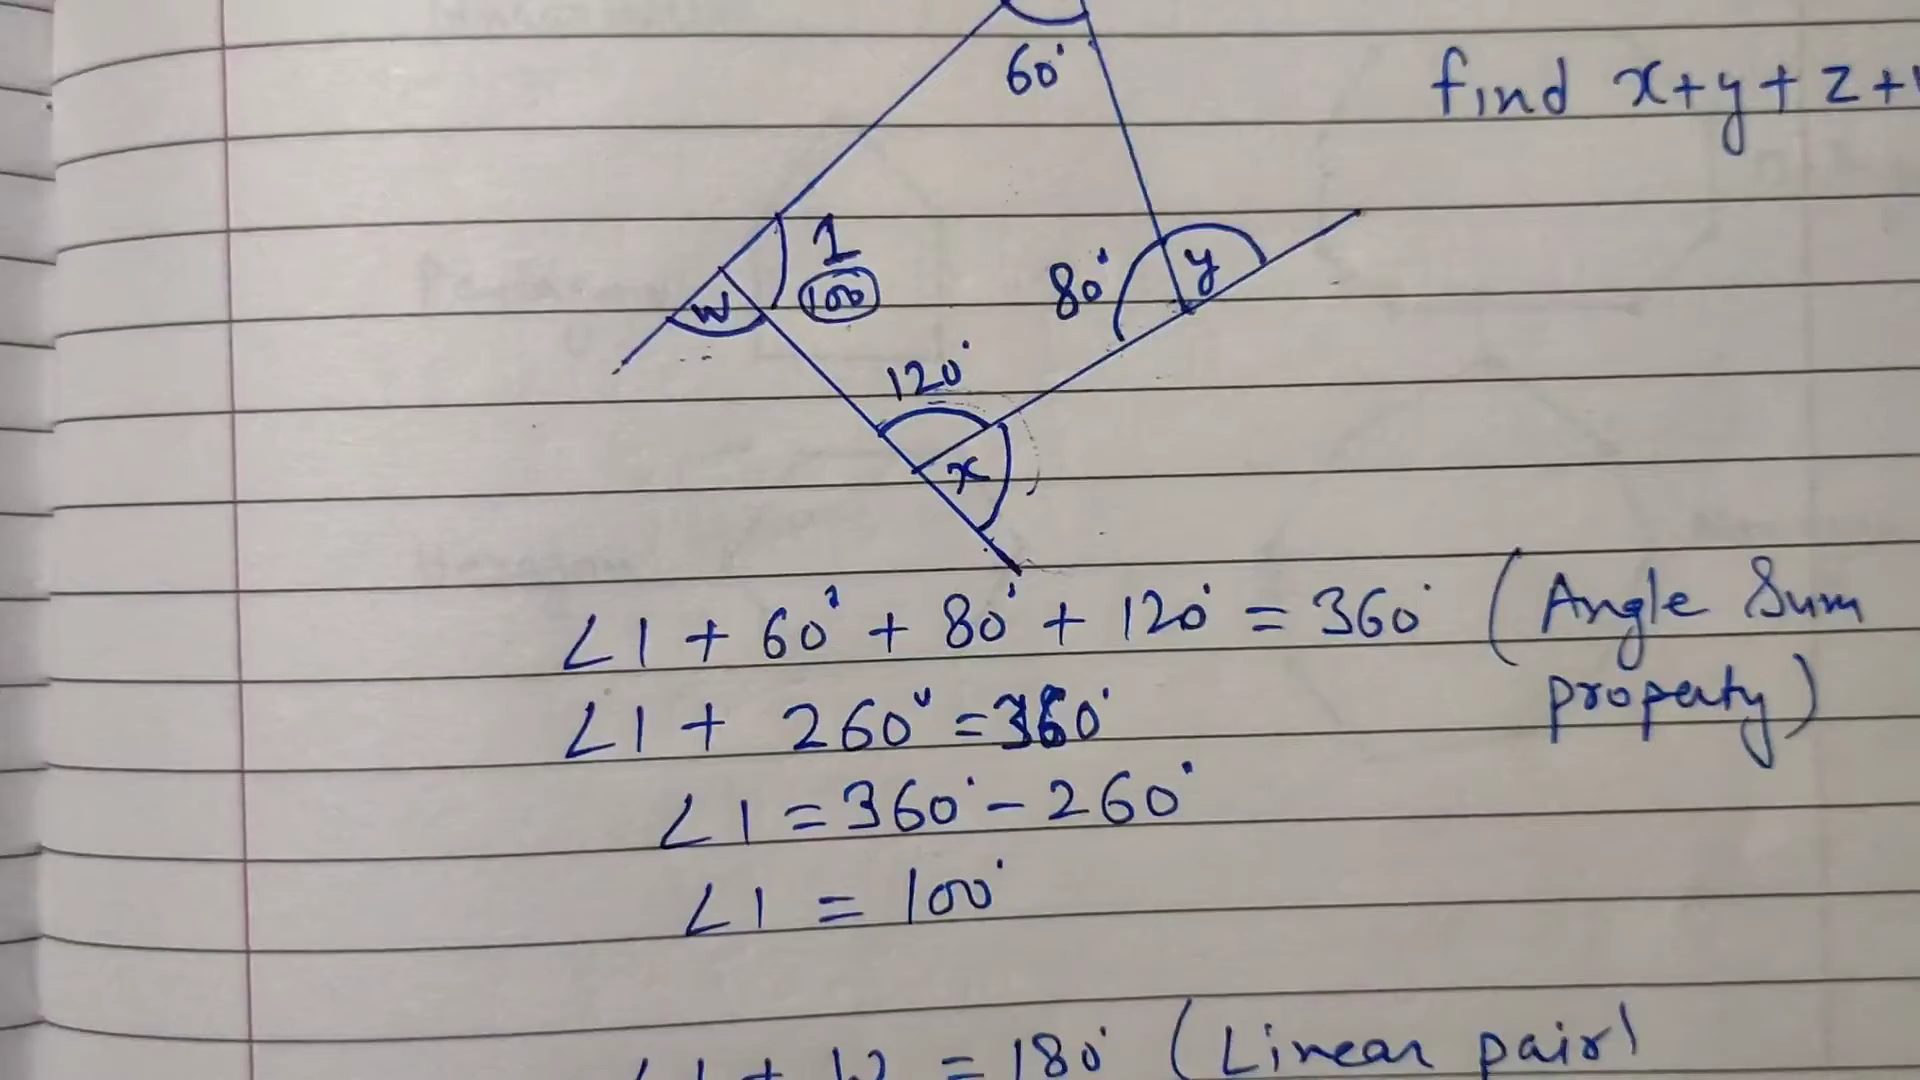 60°
find x+y+z+
1
100
w
80°
y
120°
x
∠1 + 60° + 80° + 120° = 360° (Angle Sum
property)
∠1 + 260° = 360°
∠1 = 360° - 260°
∠1 = 100°
∠1 + w = 180° (Linear pair)